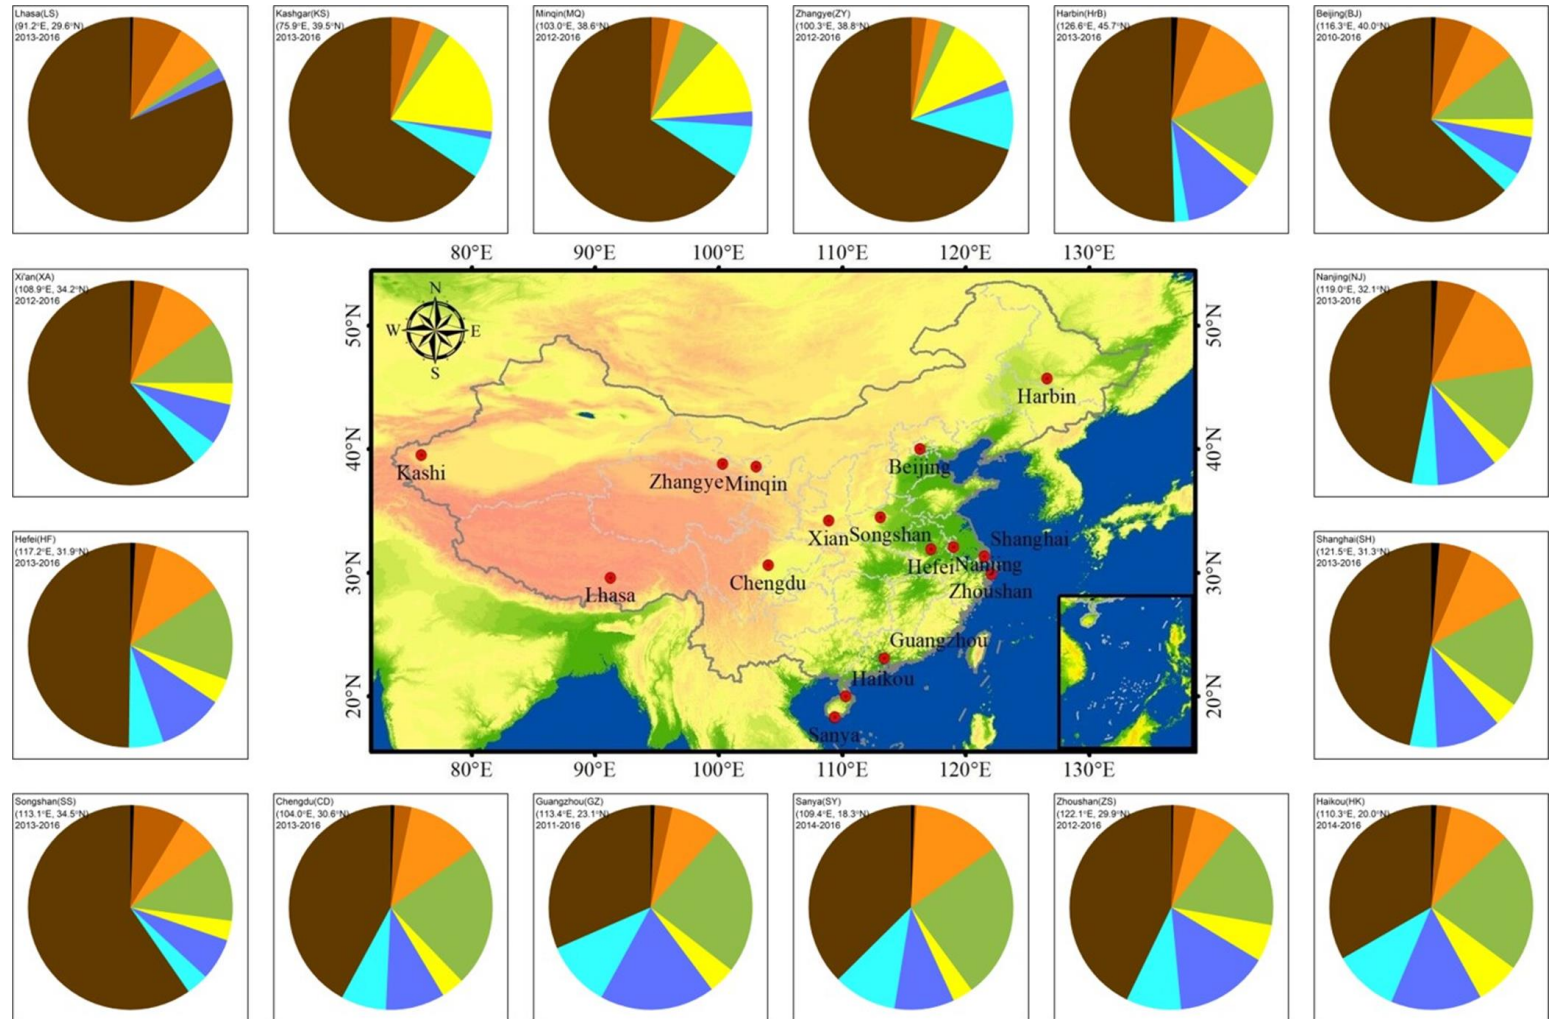 Lhasa(LS)
(91.2°E, 29.6°N)
2013-2016
Kashgar(KS)
(75.9°E, 39.5°N)
2013-2016
Minqin(MQ)
(103.0°E, 38.6°N)
2012-2016
Zhangye(ZY)
(100.3°E, 38.8°N)
2012-2016
Harbin(HrB)
(126.6°E, 45.7°N)
2013-2016
Beijing(BJ)
(116.3°E, 40.0°N)
2010-2016
Xi'an(XA)
(108.9°E, 34.2°N)
2012-2016
80°E 90°E 100°E 110°E 120°E 130°E
N
W E
S
50°N 50°N
40°N 40°N
30°N 30°N
20°N 20°N
Harbin
Beijing
Kashi
Zhangye Minqin
Xian Songshan
Shanghai
Hefei Nanjing
Chengdu
Zhoushan
Lhasa
Guangzhou
Haikou
Sanya
80°E 90°E 100°E 110°E 120°E 130°E
Nanjing(NJ)
(119.0°E, 32.1°N)
2013-2016
Hefei(HF)
(117.2°E, 31.9°N)
2013-2016
Shanghai(SH)
(121.5°E, 31.3°N)
2013-2016
Songshan(SS)
(113.1°E, 34.5°N)
2013-2016
Chengdu(CD)
(104.0°E, 30.6°N)
2013-2016
Guangzhou(GZ)
(113.4°E, 23.1°N)
2011-2016
Sanya(SY)
(109.4°E, 18.3°N)
2014-2016
Zhoushan(ZS)
(122.1°E, 29.9°N)
2012-2016
Haikou(HK)
(110.3°E, 20.0°N)
2014-2016